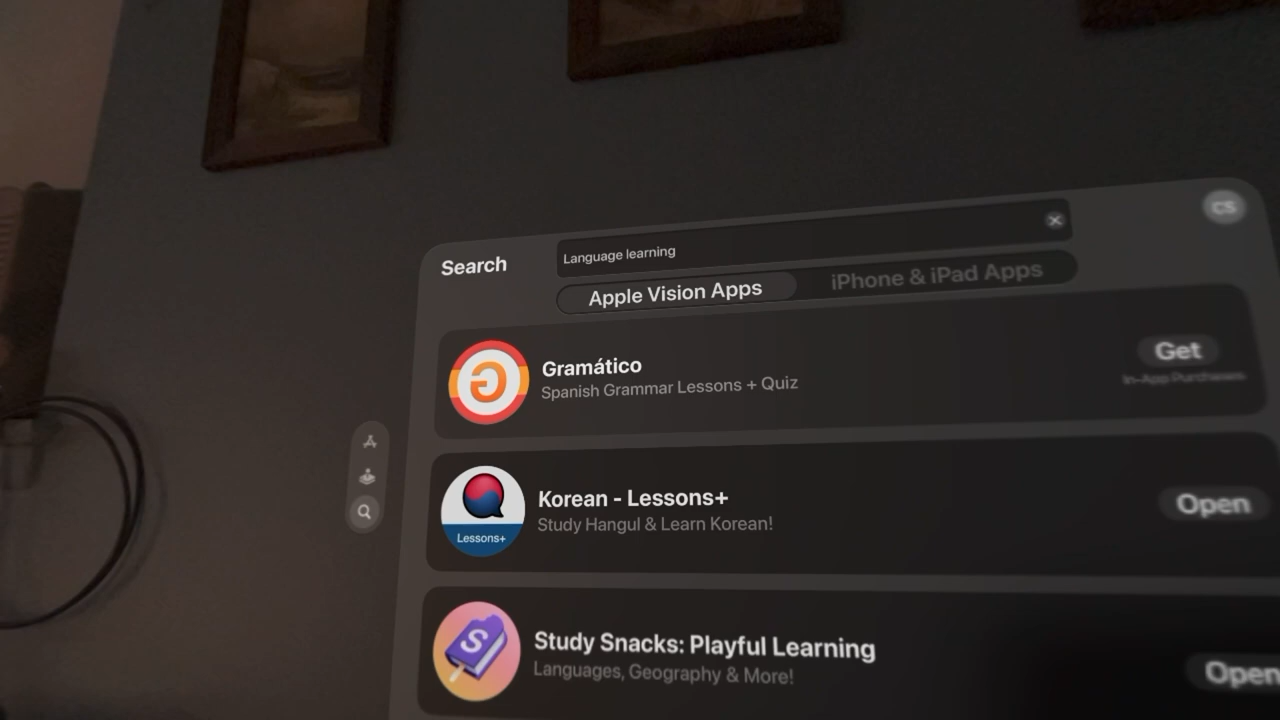 Search
Language learning
CS
Apple Vision Apps
iPhone & iPad Apps
Gramático
Spanish Grammar Lessons + Quiz
Get
In-App Purchases
Lessons+
Korean - Lessons+
Study Hangul & Learn Korean!
Open
S
Study Snacks: Playful Learning
Languages, Geography & More!
Open